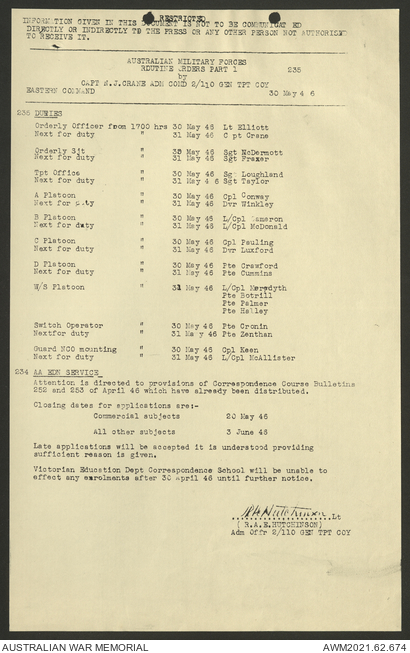 RESTRICTED
INFORMATION GIVEN IN THIS DOCUMENT IS NOT TO BE COMMUNICAT ED
DIRECTLY OR INDIRECTLY TO THE PRESS OR ANY OTHER PERSON NOT AUTHORIZED
TO RECEIVE IT.
AUSTRALIAN MILITARY FORCES
ROUTINE ORDERS PART 1 235
by
CAPT W.J.CRANE ADM COMD 2/110 GEN TPT COY
EASTERN COMMAND 30 May 4 6
235 DUTIES
Orderly Officer from 1700 hrs 30 May 46 Lt Elliott
Next for duty " 31 May 46 C pt Crane
Orderly Sjt " 30 May 46 Sgt McDermott
Next for duty " 31 May 46 Sgt Fraser
Tpt Office " 30 May 46 Sgt Loughland
Next for duty " 31 May 4 6 Sgt Taylor
A Platoon " 30 May 46 Cpl Conway
Next for duty " 31 May 46 Dvr Winkley
B Platoon " 30 May 46 L/Cpl Cameron
Next for duty " 31 May 46 L/Cpl McDonald
C Platoon " 30 May 46 Cpl Pauling
Next for duty " 31 May 46 Dvr Luxford
D Platoon " 30 May 46 Pte Crawford
Next for duty " 31 May 46 Pte Cummins
W/S Platoon " 31 May 46 L/Cpl Meredyth
Pte Botrill
Pte Palmer
Pte Halley
Switch Operator " 30 May 46 Pte Cronin
Nextfor duty " 31 Ma y 46 Pte Zenthan
Guard NCO mounting " 30 May 46 Cpl Keen
Next for duty " 31 May 46 L/Cpl McAllister
234 AA EDN SERVICE
Attention is directed to provisions of Correspondence Course Bulletins
252 and 253 of April 46 which have already been distributed.
Closing dates for applications are:-
Commercial subjects 20 May 46
All other subjects 3 June 46
Late applications will be accepted it is understood providing
sufficient reason is given.
Victorian Education Dept Correspondence School will be unable to
effect any enrolments after 30 april 46 until further notice.
RAHutchinson Lt
( R.A.E.HUTCHINSON)
Adm Offr 2/110 GEN TPT COY
AUSTRALIAN WAR MEMORIAL AWM2021.62.674